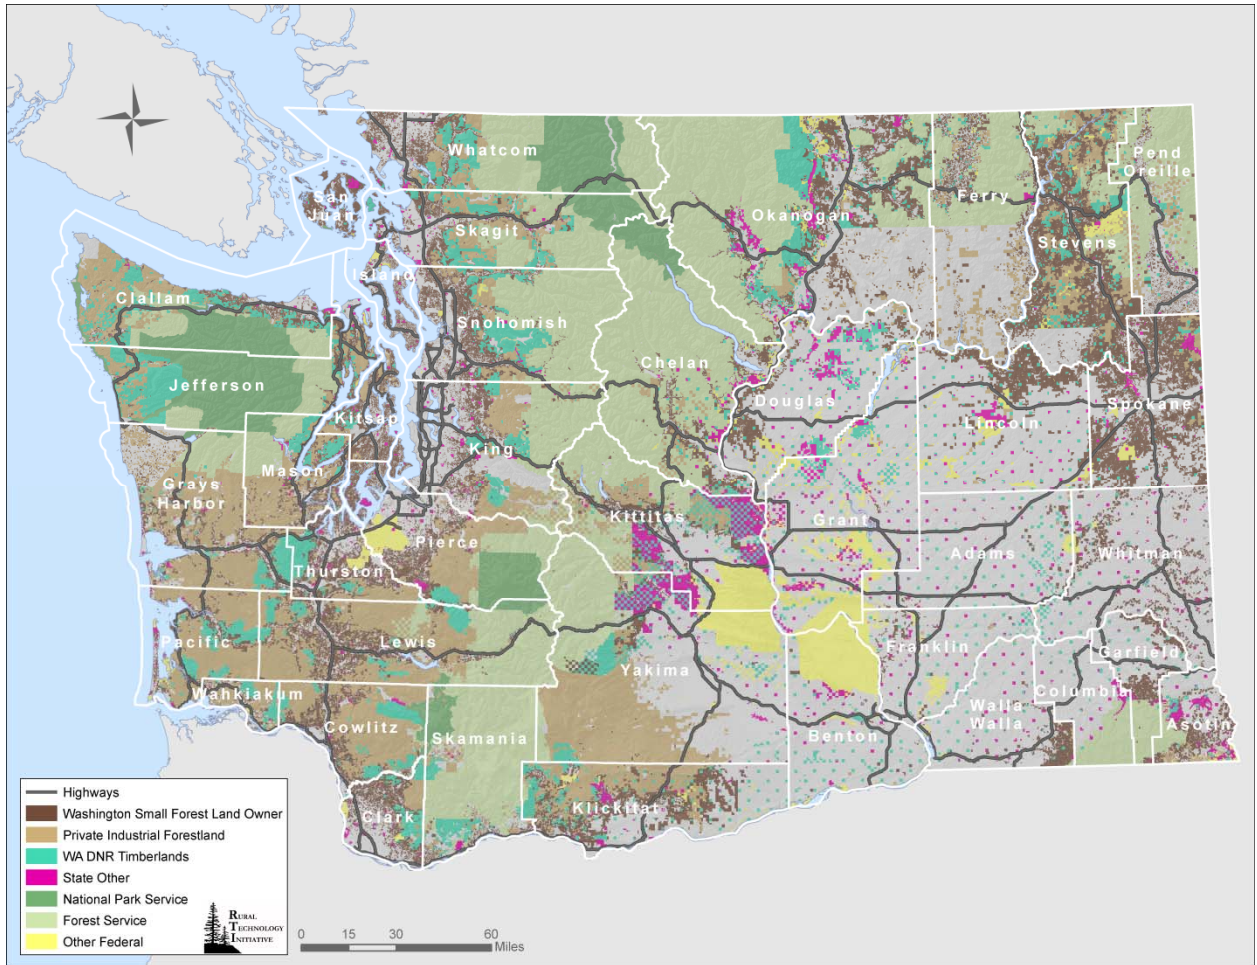 Whatcom
Pend
Oreille
San
Juan
Okanogan
Ferry
Skagit
Stevens
Island
Clallam
Snohomish
Chelan
Jefferson
Douglas
Spokane
Kitsap
Lincoln
King
Mason
Grays
Harbor
Kittitas
Grant
Pierce
Adams
Whitman
Thurston
Pacific
Lewis
Yakima
Franklin
Garfield
Wahkiakum
Columbia
Cowlitz
Walla
Walla
Asotin
Skamania
Benton
Klickitat
Clark
Highways
Washington Small Forest Land Owner
Private Industrial Forestland
WA DNR Timberlands
State Other
National Park Service
Forest Service
Other Federal
RURAL
TECHNOLOGY
INITIATIVE
0 15 30 60
Miles